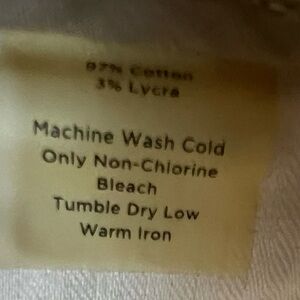 97% Cotton
3% Lycra
Machine Wash Cold
Only Non-Chlorine
Bleach
Tumble Dry Low
Warm Iron